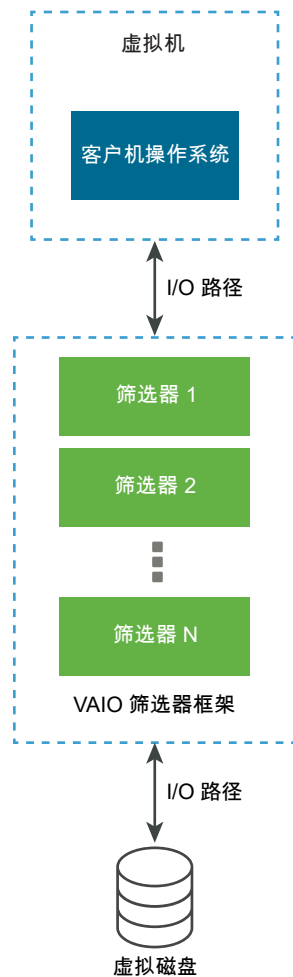 虚拟机
客户机操作系统
I/O 路径
筛选器 1
筛选器 2
筛选器 N
VAIO 筛选器框架
I/O 路径
虚拟磁盘